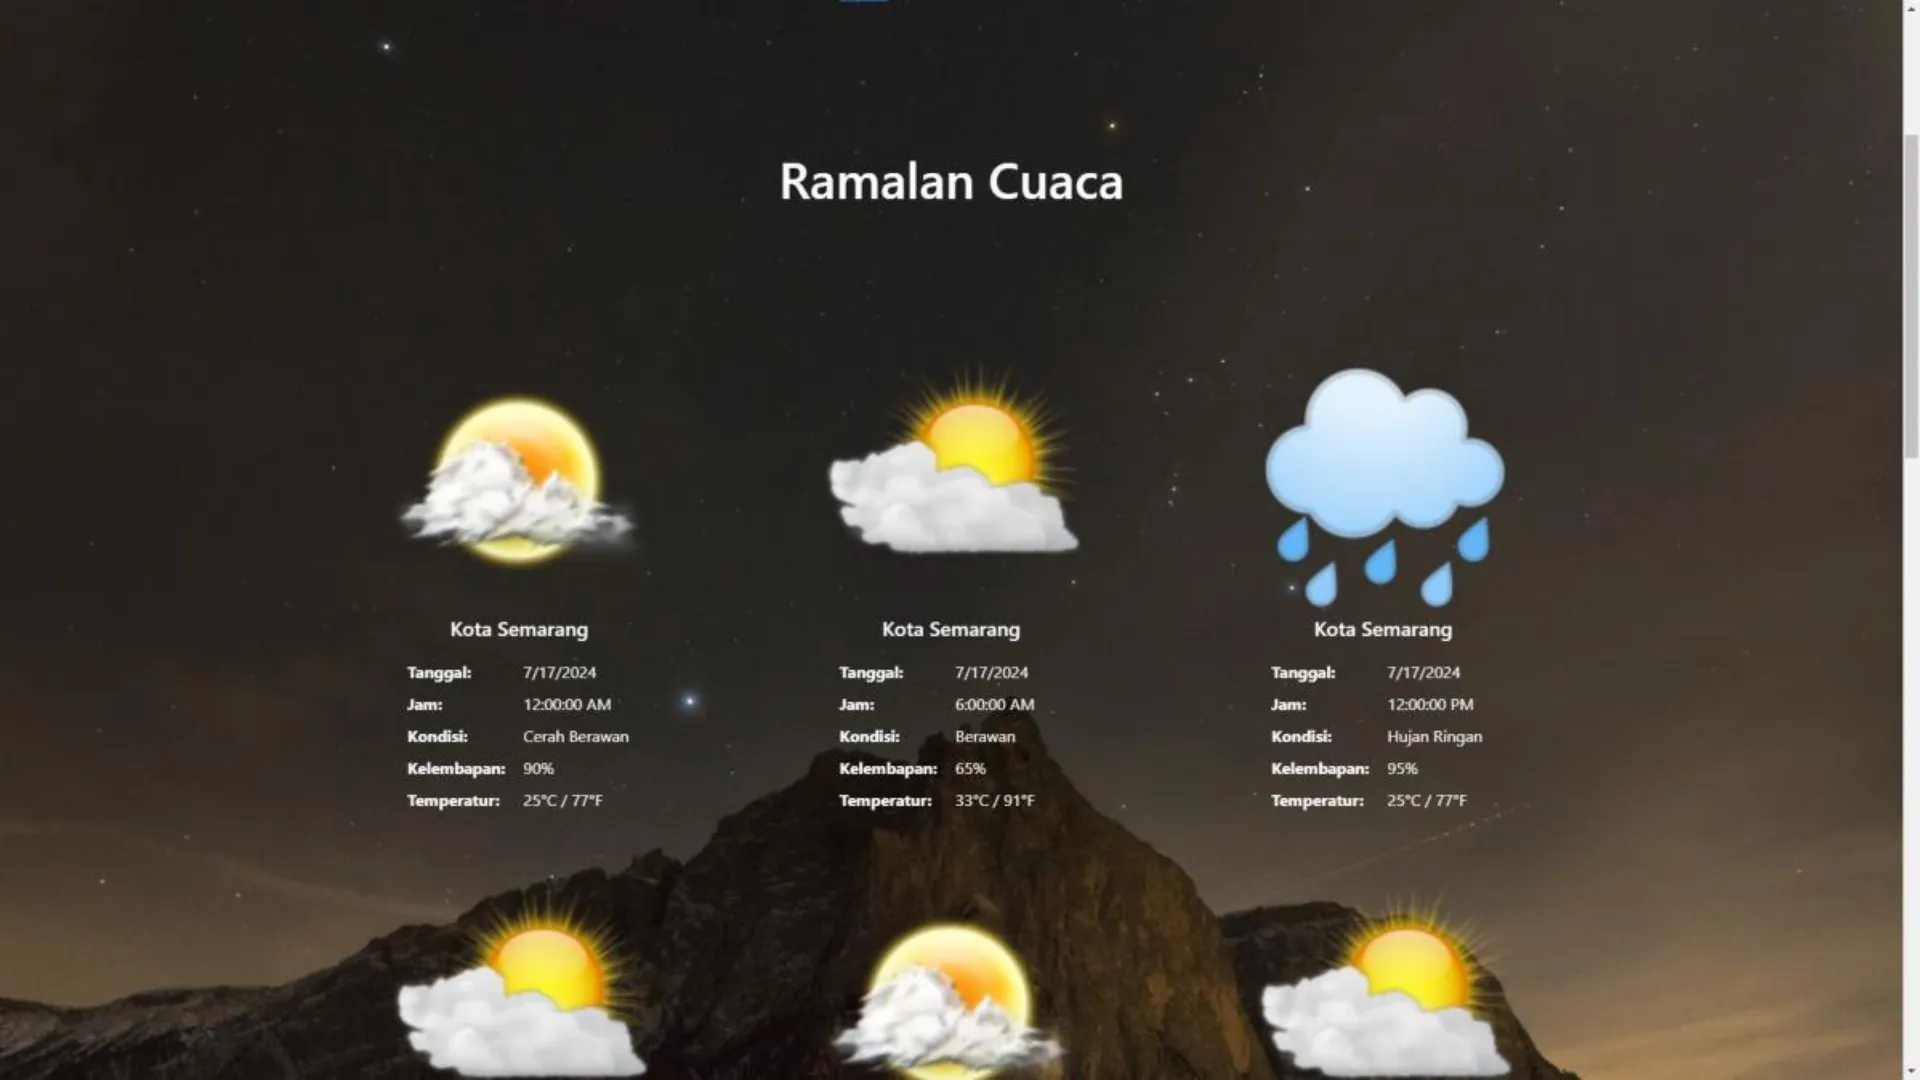 Ramalan Cuaca
Kota Semarang
Tanggal: 7/17/2024
Jam: 12:00:00 AM
Kondisi: Cerah Berawan
Kelembapan: 90%
Temperatur: 25°C / 77°F
Kota Semarang
Tanggal: 7/17/2024
Jam: 6:00:00 AM
Kondisi: Berawan
Kelembapan: 65%
Temperatur: 33°C / 91°F
Kota Semarang
Tanggal: 7/17/2024
Jam: 12:00:00 PM
Kondisi: Hujan Ringan
Kelembapan: 95%
Temperatur: 25°C / 77°F